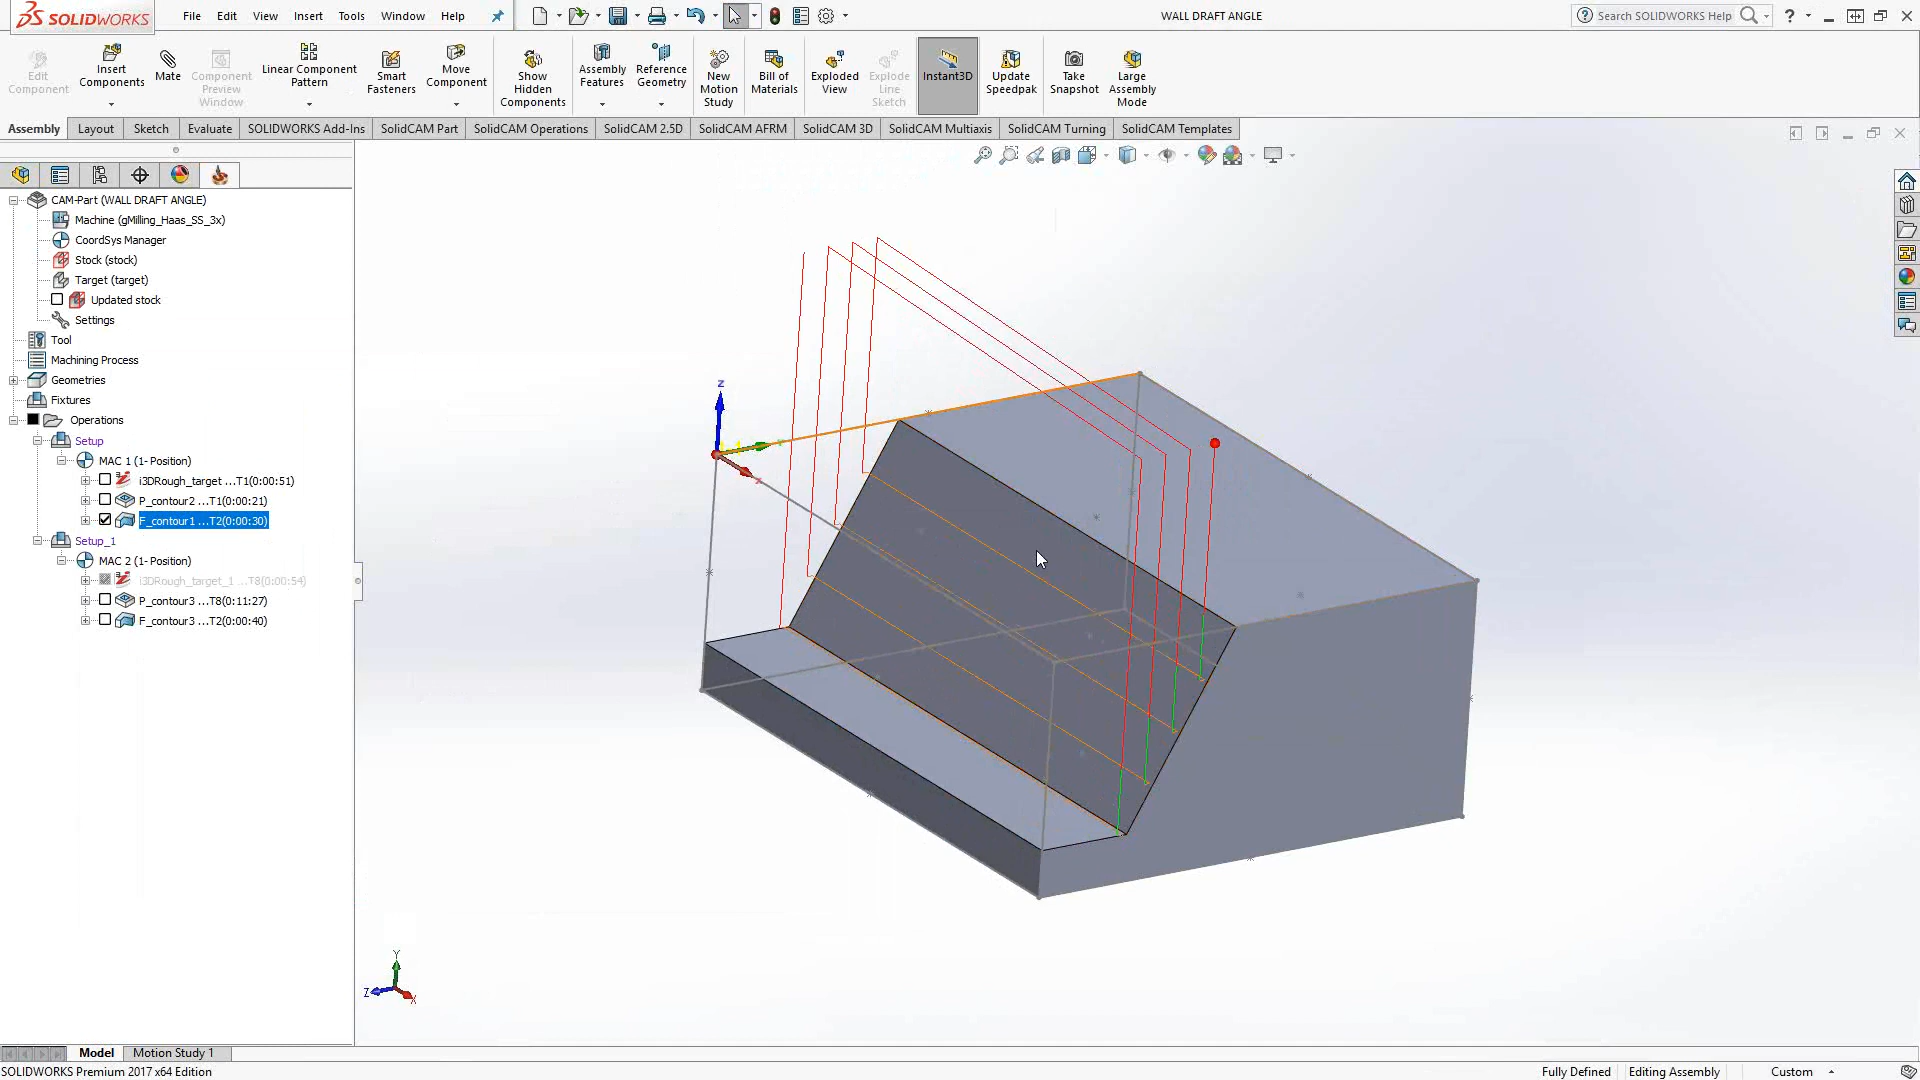 SOLIDWORKS File Edit View Insert Tools Window Help WALL DRAFT ANGLE Search SOLIDWORKS Help
Edit Component
Insert Components
Mate
Component Preview Window
Linear Component Pattern
Smart Fasteners
Move Component
Show Hidden Components
Assembly Features
Reference Geometry
New Motion Study
Bill of Materials
Exploded View
Explode Line Sketch
Instant3D
Update Speedpak
Take Snapshot
Large Assembly Mode
Assembly Layout Sketch Evaluate SOLIDWORKS Add-Ins SolidCAM Part SolidCAM Operations SolidCAM 2.5D SolidCAM AFRM SolidCAM 3D SolidCAM Multiaxis SolidCAM Turning SolidCAM Templates
CAM-Part (WALL DRAFT ANGLE)
Machine (gMilling_Haas_SS_3x)
CoordSys Manager
Stock (stock)
Target (target)
Updated stock
Settings
Tool
Machining Process
Geometries
Fixtures
Operations
Setup
MAC 1 (1- Position)
i3DRough_target ...T1(0:00:51)
P_contour2 ...T1(0:00:21)
F_contour1 ...T2(0:00:30)
Setup_1
MAC 2 (1- Position)
i3DRough_target_1 ...T8(0:00:54)
P_contour3 ...T8(0:11:27)
F_contour3 ...T2(0:00:40)
Z
X
Y
Z
X
Model Motion Study 1
SOLIDWORKS Premium 2017 x64 Edition Fully Defined Editing Assembly Custom